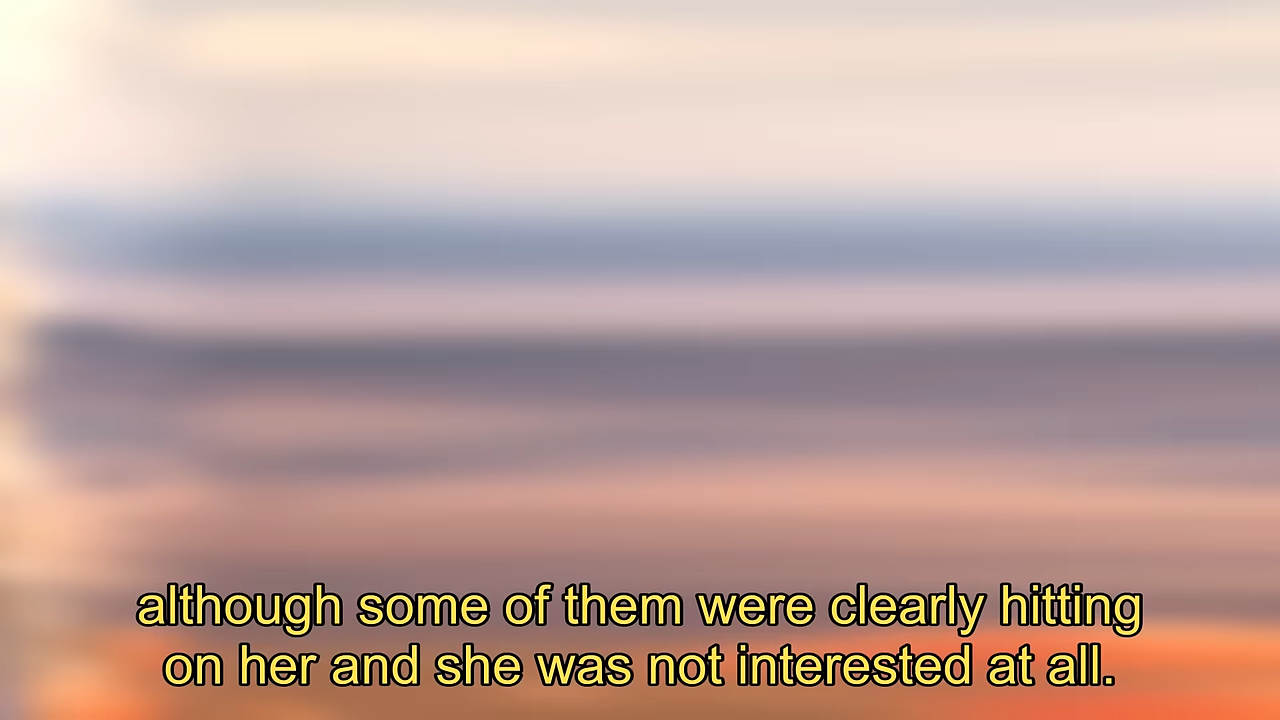 although some of them were clearly hitting
on her and she was not interested at all.